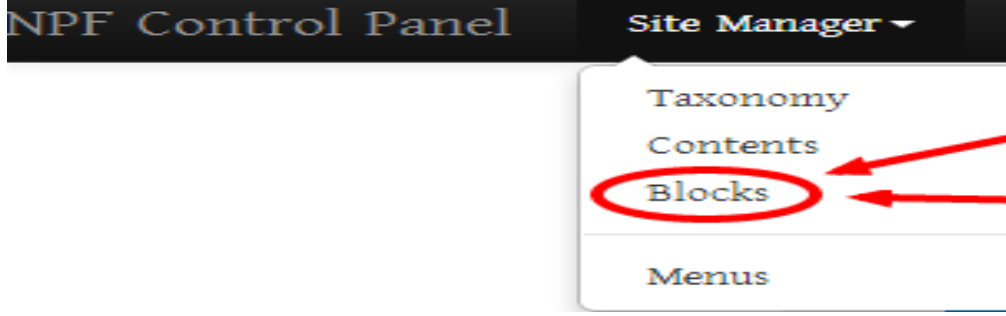 NPF Control Panel Site Manager
Taxonomy
Contents
Blocks
Menus